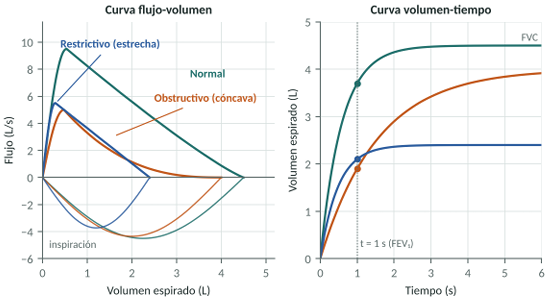 Curva flujo-volumen
Flujo (L/s)
10
8
6
4
2
0
−2
−4
−6
Restrictivo (estrecha)
Normal
Obstructivo (cóncava)
inspiración
0
1
2
3
4
5
Volumen espirado (L)
Curva volumen-tiempo
Volumen espirado (L)
5
4
3
2
1
0
FVC
t = 1 s (FEV₁)
0
1
2
3
4
5
6
Tiempo (s)